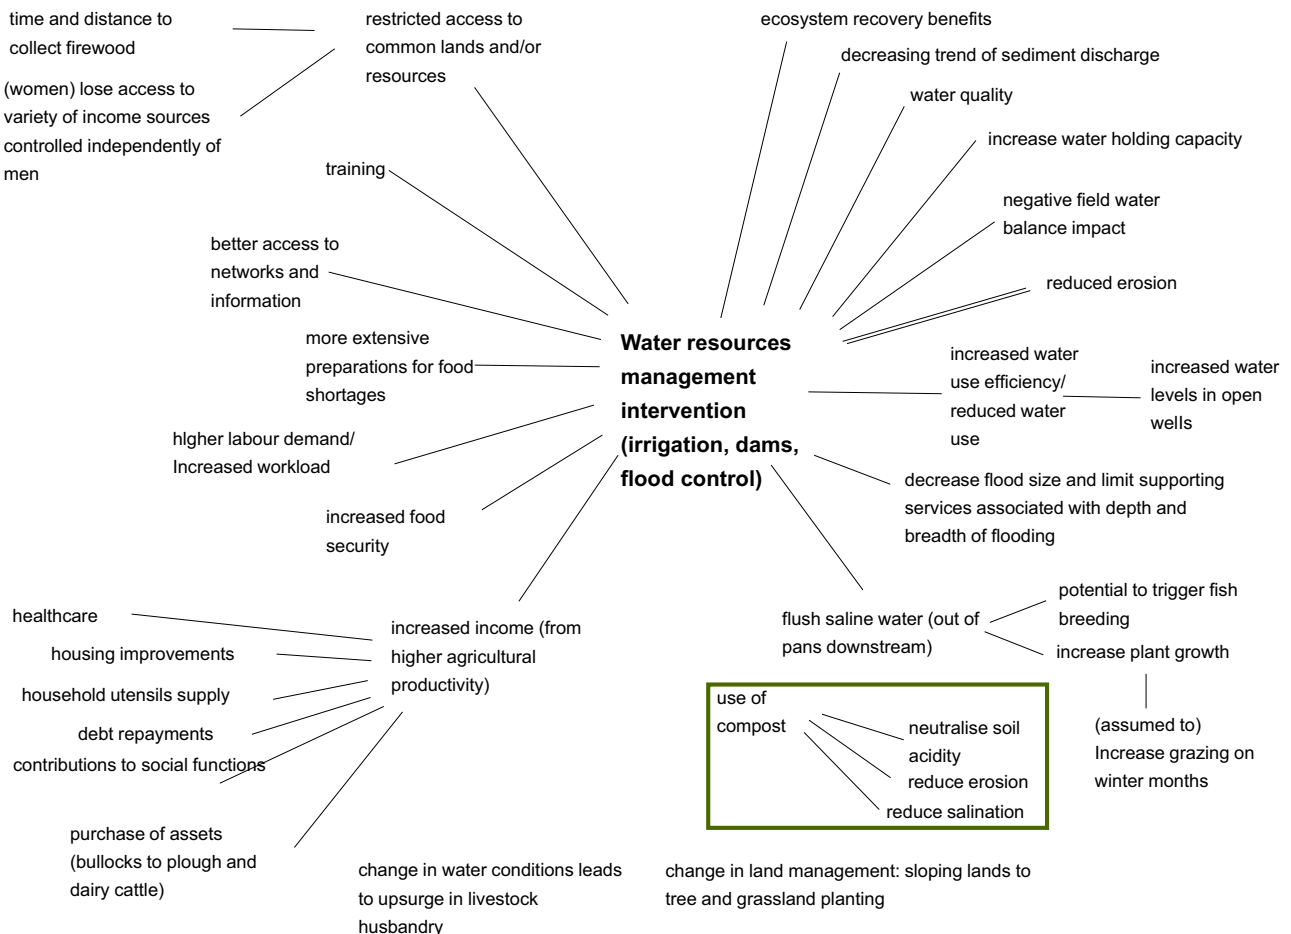 time and distance to
collect firewood
(women) lose access to
variety of income sources
controlled independently of
men
restricted access to
common lands and/or
resources
training
better access to
networks and
information
more extensive
preparations for food
shortages
hIgher labour demand/
Increased workload
increased food
security
increased income (from
higher agricultural
productivity)
healthcare
housing improvements
household utensils supply
debt repayments
contributions to social functions
purchase of assets
(bullocks to plough and
dairy cattle)
Water resources
management
intervention
(irrigation, dams,
flood control)
ecosystem recovery benefits
decreasing trend of sediment discharge
water quality
increase water holding capacity
negative field water
balance impact
reduced erosion
increased water
use efficiency/
reduced water
use
increased water
levels in open
wells
decrease flood size and limit supporting
services associated with depth and
breadth of flooding
flush saline water (out of
pans downstream)
potential to trigger fish
breeding
increase plant growth
(assumed to)
Increase grazing on
winter months
use of
compost
neutralise soil
acidity
reduce erosion
reduce salination
change in water conditions leads
to upsurge in livestock
husbandry
change in land management: sloping lands to
tree and grassland planting